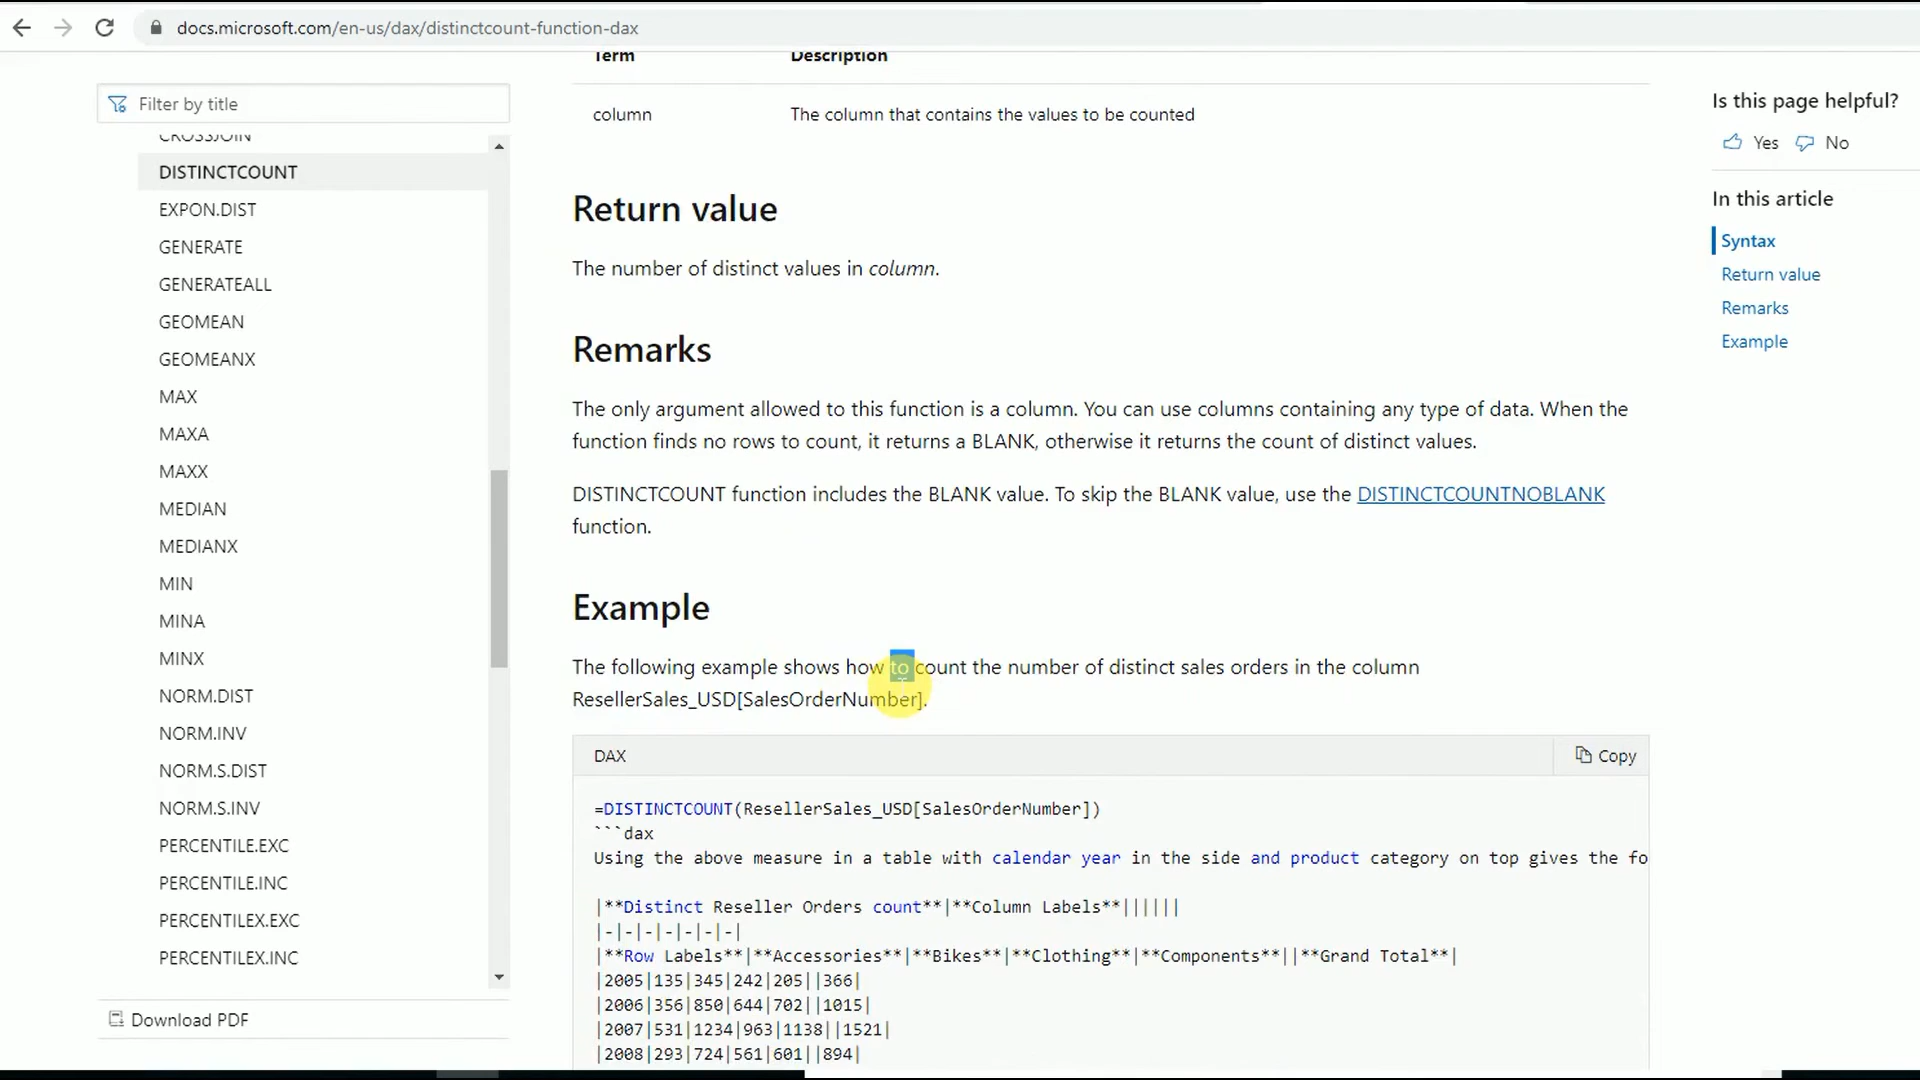 docs.microsoft.com/en-us/dax/distinctcount-function-dax
Term Description
Filter by title
column The column that contains the values to be counted
CROSSJOIN
DISTINCTCOUNT
EXPON.DIST
GENERATE
GENERATEALL
GEOMEAN
GEOMEANX
MAX
MAXA
MAXX
MEDIAN
MEDIANX
MIN
MINA
MINX
NORM.DIST
NORM.INV
NORM.S.DIST
NORM.S.INV
PERCENTILE.EXC
PERCENTILE.INC
PERCENTILEX.EXC
PERCENTILEX.INC
Download PDF
Return value
The number of distinct values in column.
Remarks
The only argument allowed to this function is a column. You can use columns containing any type of data. When the
function finds no rows to count, it returns a BLANK, otherwise it returns the count of distinct values.
DISTINCTCOUNT function includes the BLANK value. To skip the BLANK value, use the DISTINCTCOUNTNOBLANK
function.
Example
The following example shows how to count the number of distinct sales orders in the column
ResellerSales_USD[SalesOrderNumber].
DAX Copy
=DISTINCTCOUNT(ResellerSales_USD[SalesOrderNumber])
```dax
Using the above measure in a table with calendar year in the side and product category on top gives the fo
|**Distinct Reseller Orders count**|**Column Labels**||||||
|-|-|-|-|-|-|-|
|**Row Labels**|**Accessories**|**Bikes**|**Clothing**|**Components**||**Grand Total**|
|2005|135|345|242|205||366|
|2006|356|850|644|702||1015|
|2007|531|1234|963|1138||1521|
|2008|293|724|561|601||894|
Is this page helpful?
Yes No
In this article
Syntax
Return value
Remarks
Example